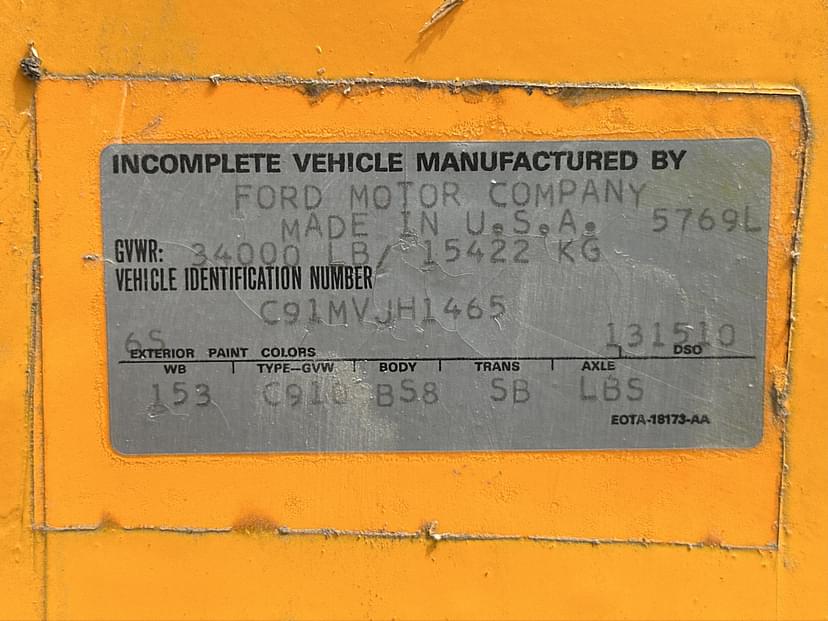 INCOMPLETE VEHICLE MANUFACTURED BY
FORD MOTOR COMPANY
MADE IN U.S.A. 5769L
GVWR: 34000 LB/ 15422 KG
VEHICLE IDENTIFICATION NUMBER
C91MVJH1465
6S 131510
EXTERIOR PAINT COLORS DSO
WB TYPE-GVW BODY TRANS AXLE
153 C910 BS8 SB LBS
EOTA-18173-AA